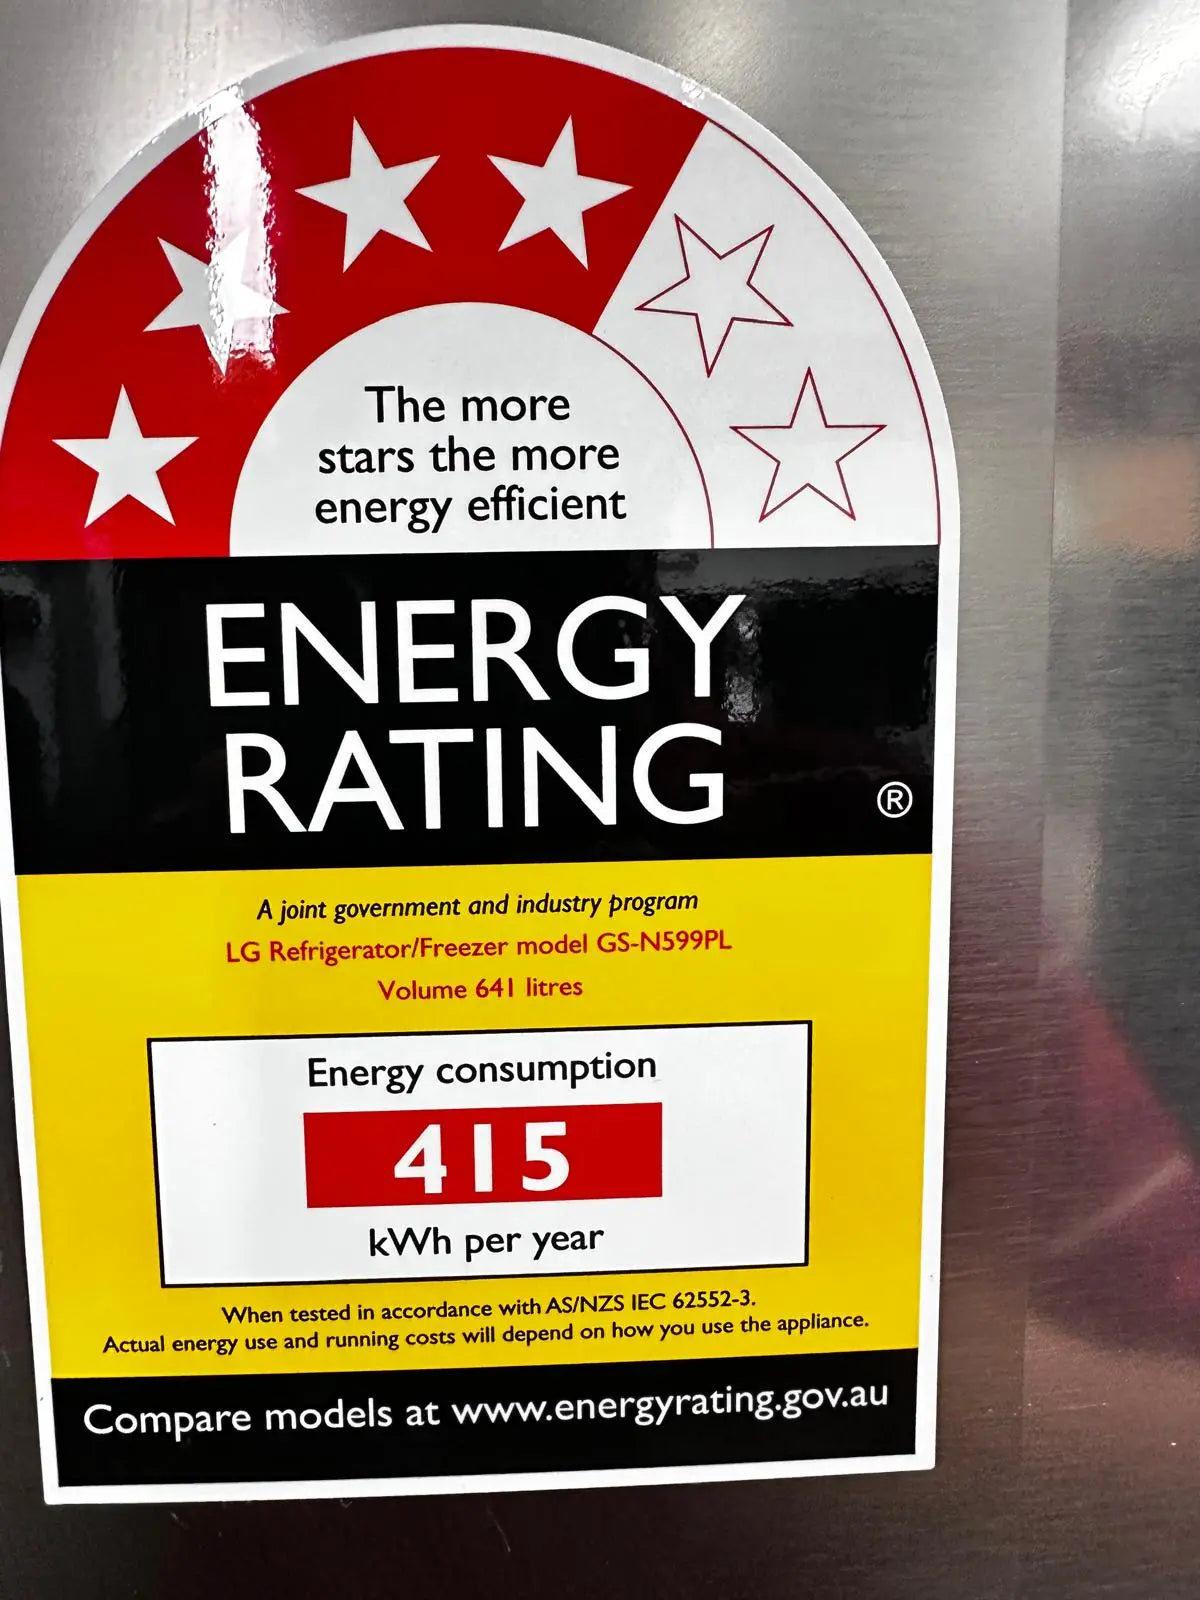 The more
stars the more
energy efficient
ENERGY
RATING
®
A joint government and industry program
LG Refrigerator/Freezer model GS-N599PL
Volume 641 litres
Energy consumption
415
kWh per year
When tested in accordance with AS/NZS IEC 62552-3.
Actual energy use and running costs will depend on how you use the appliance.
Compare models at www.energyrating.gov.au